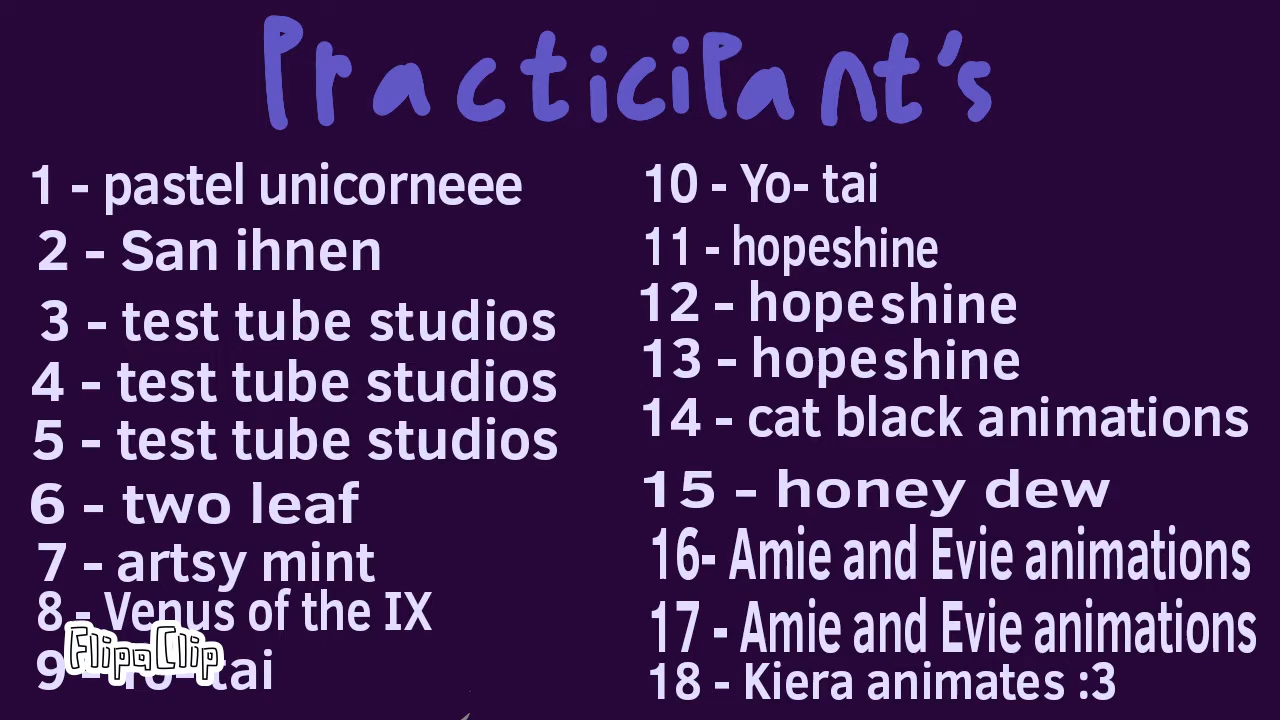 Practicipant's
1 - pastel unicorneee
2 - San ihnen
3 - test tube studios
4 - test tube studios
5 - test tube studios
6 - two leaf
7 - artsy mint
8 - Venus of the IX
9 - Yo- tai
FlipaClip
10 - Yo- tai
11 - hopeshine
12 - hopeshine
13 - hopeshine
14 - cat black animations
15 - honey dew
16- Amie and Evie animations
17 - Amie and Evie animations
18 - Kiera animates :3